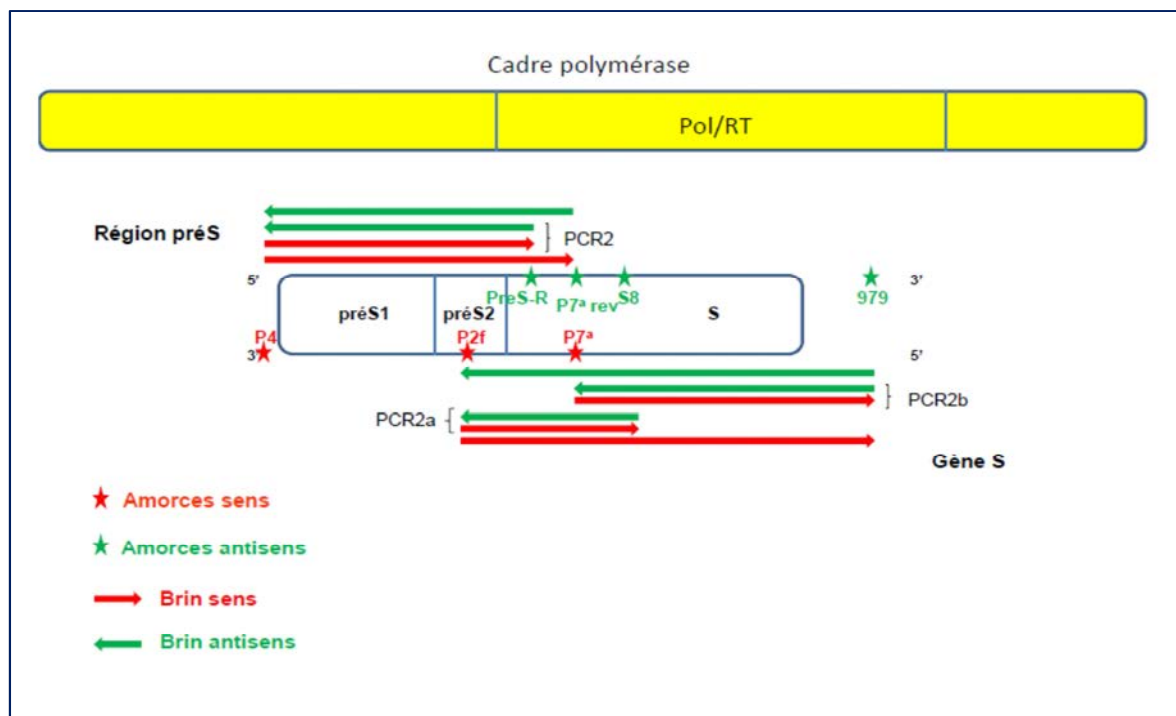 Cadre polymérase
Pol/RT
Région préS
PCR2
5'
3'
PreS-R
P7ᵃ rev
S8
979
préS1
préS2
S
P4
P2f
P7ᵃ
3'
5'
PCR2a
PCR2b
Gène S
Amorces sens
Amorces antisens
Brin sens
Brin antisens